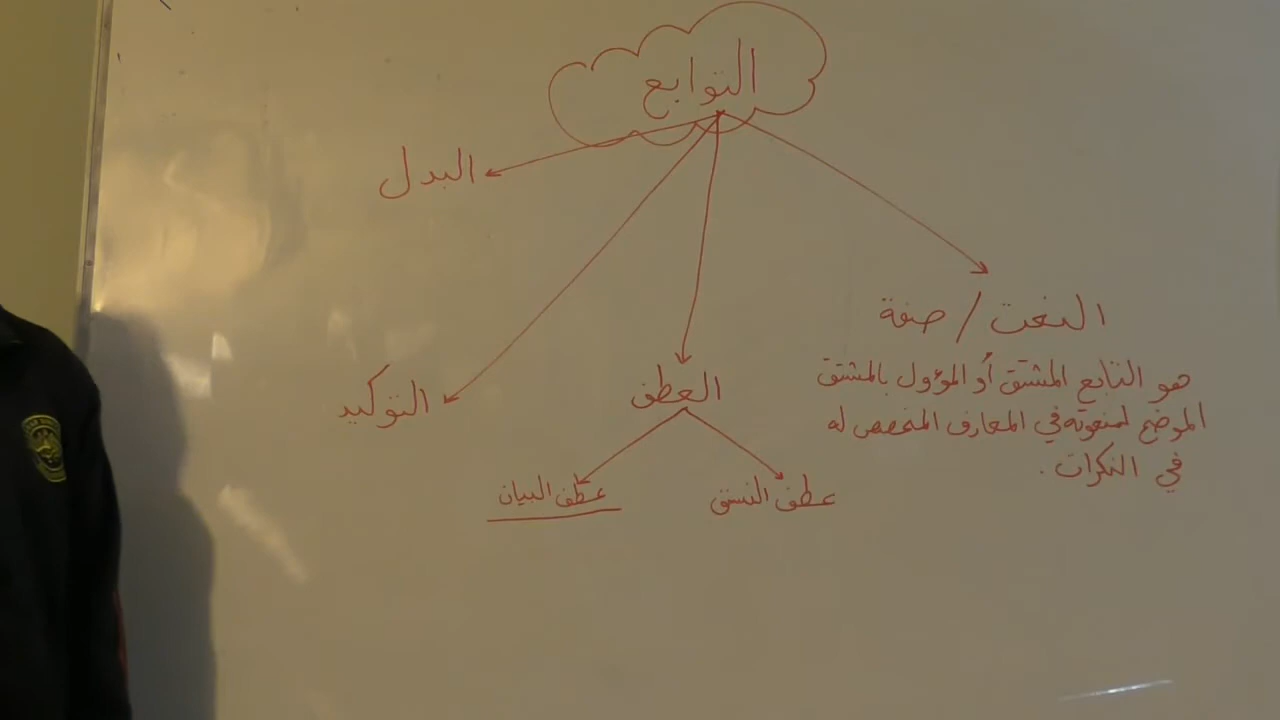 التوابع
النعت / صفة
هو التابع المشتق أو المؤول بالمشتق
الموضح لمنعوته في المعارف المخصص له
في النكرات .
العطف
عطف النسق
عطف البيان
التوكيد
البدل